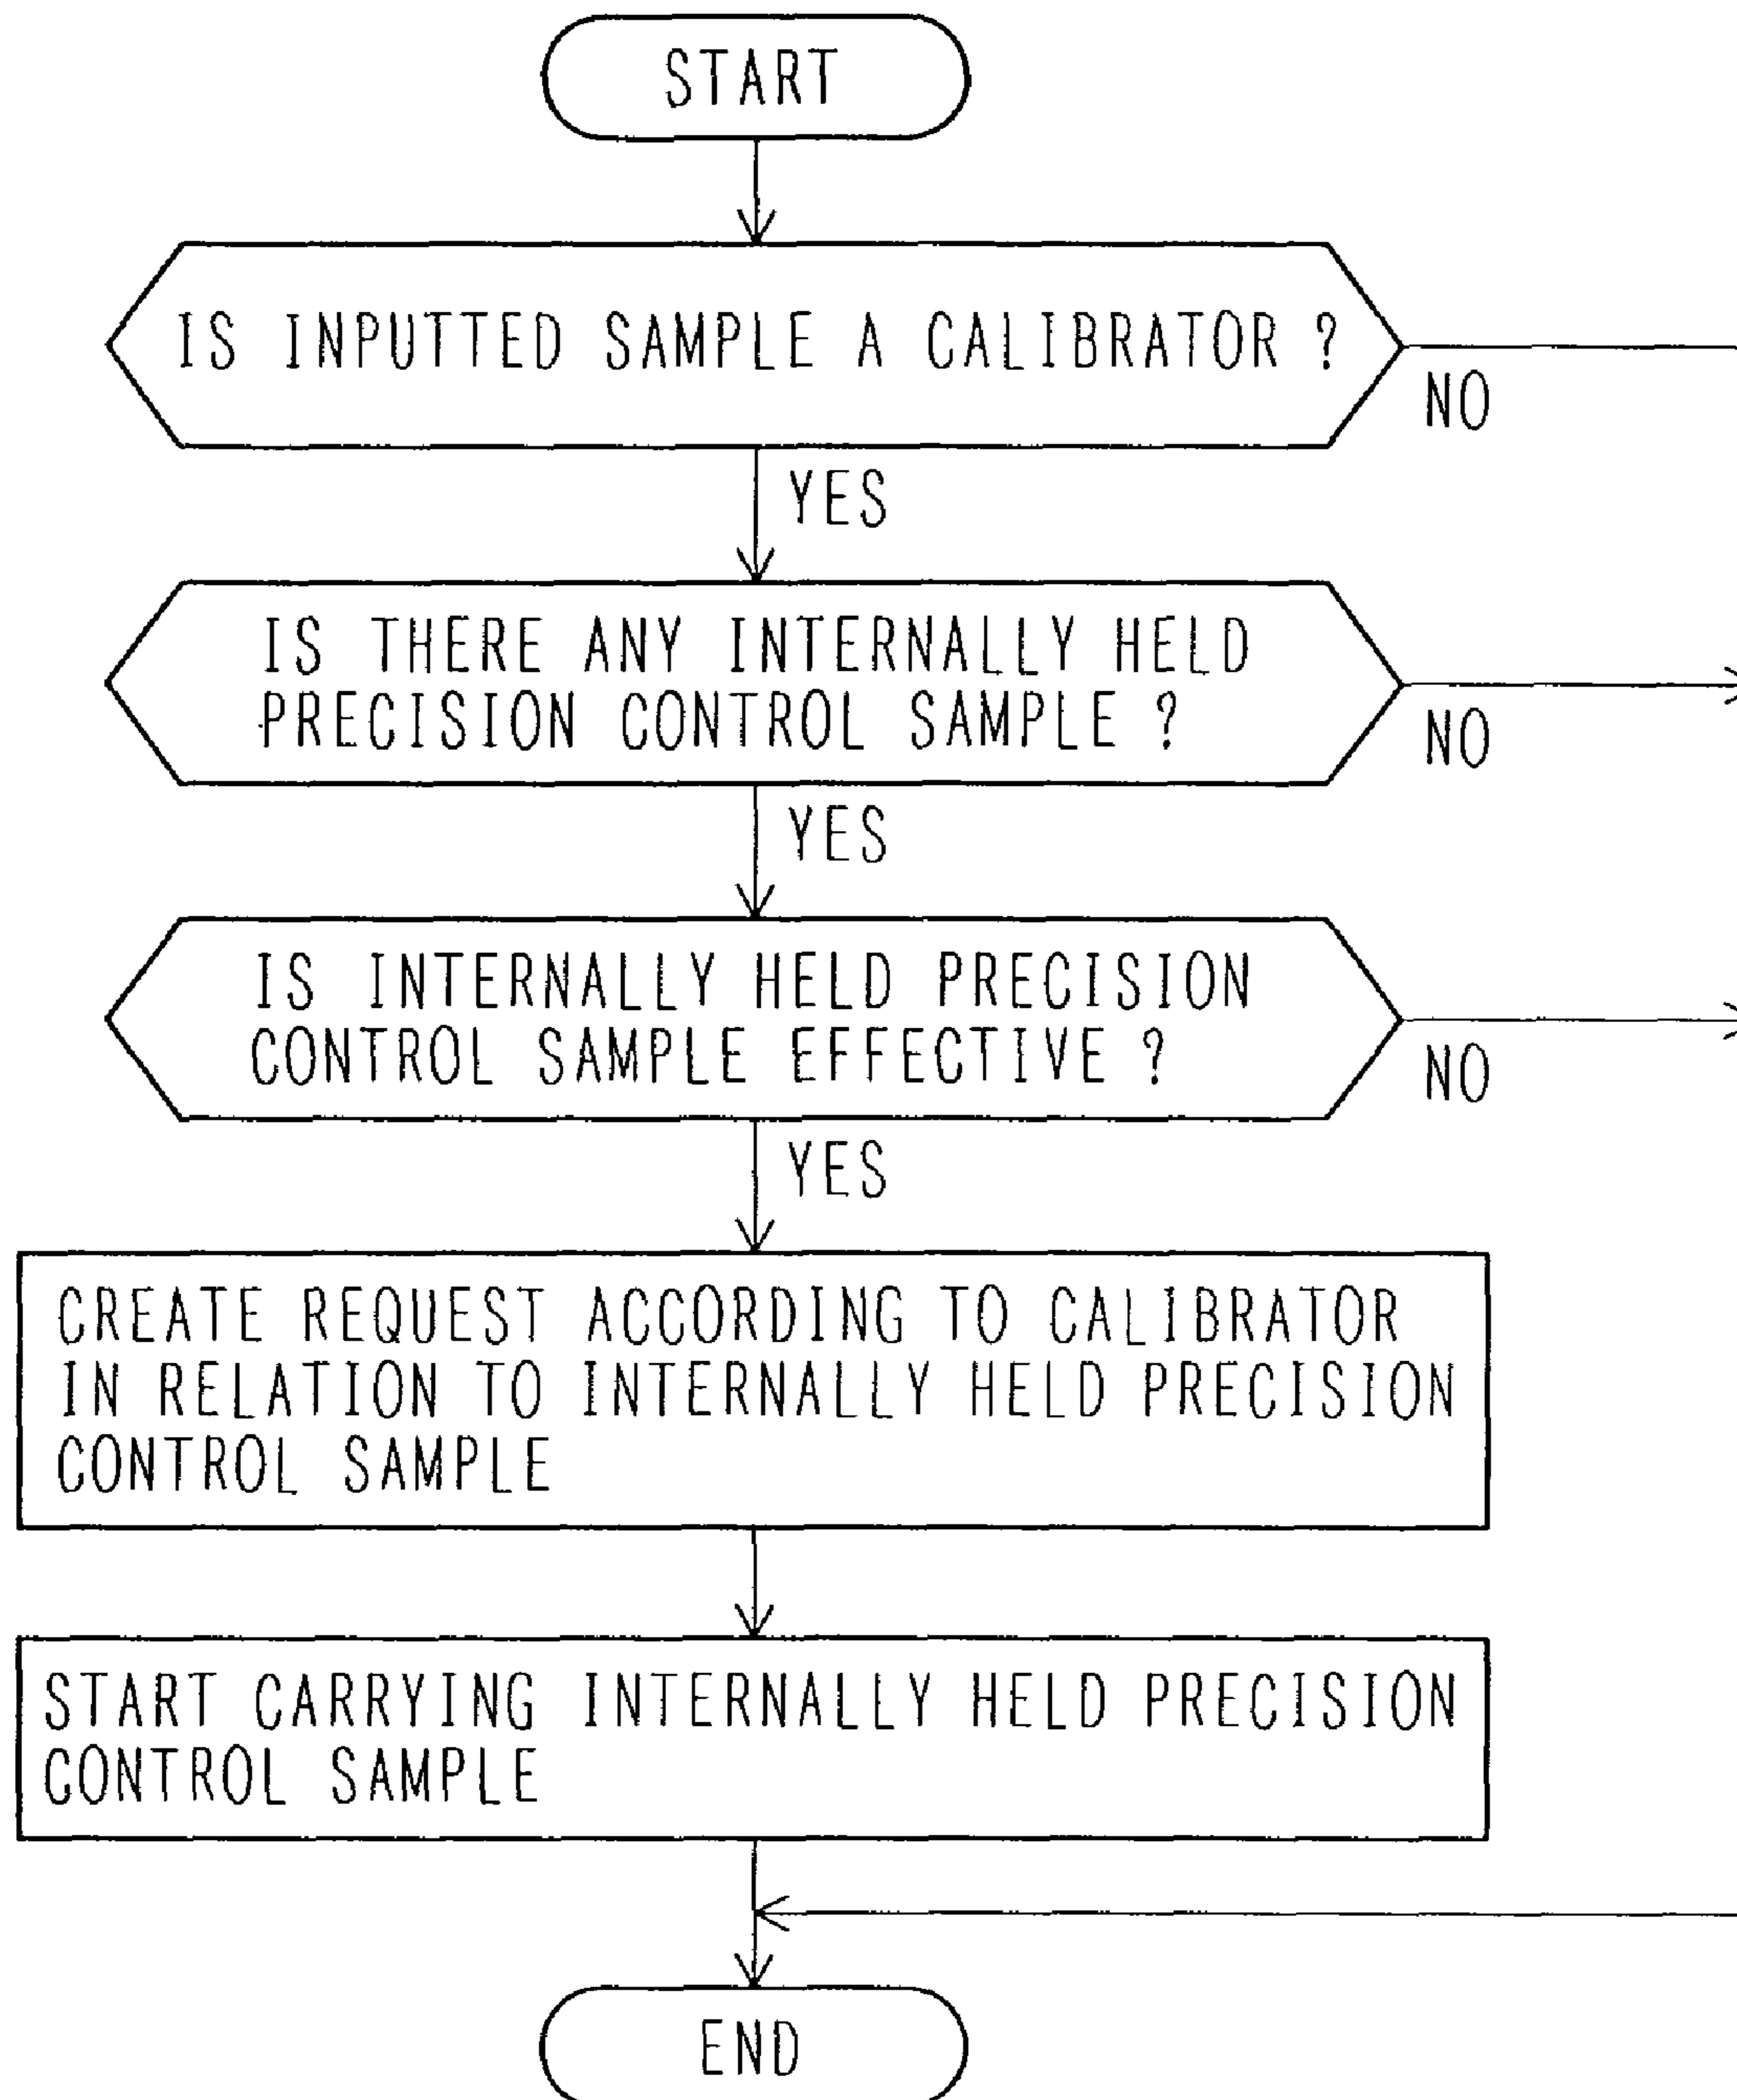 START
IS INPUTTED SAMPLE A CALIBRATOR ?
NO
YES
IS THERE ANY INTERNALLY HELD
PRECISION CONTROL SAMPLE ?
NO
YES
IS INTERNALLY HELD PRECISION
CONTROL SAMPLE EFFECTIVE ?
NO
YES
CREATE REQUEST ACCORDING TO CALIBRATOR
IN RELATION TO INTERNALLY HELD PRECISION
CONTROL SAMPLE
START CARRYING INTERNALLY HELD PRECISION
CONTROL SAMPLE
END